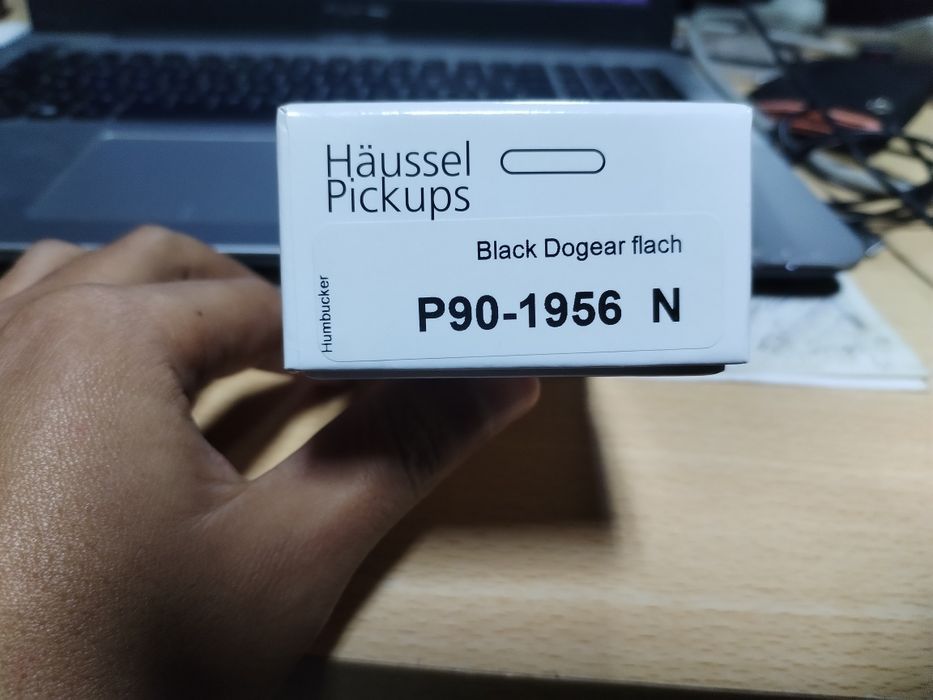 Häussel
Pickups
Black Dogear flach
Humbucker
P90-1956 N